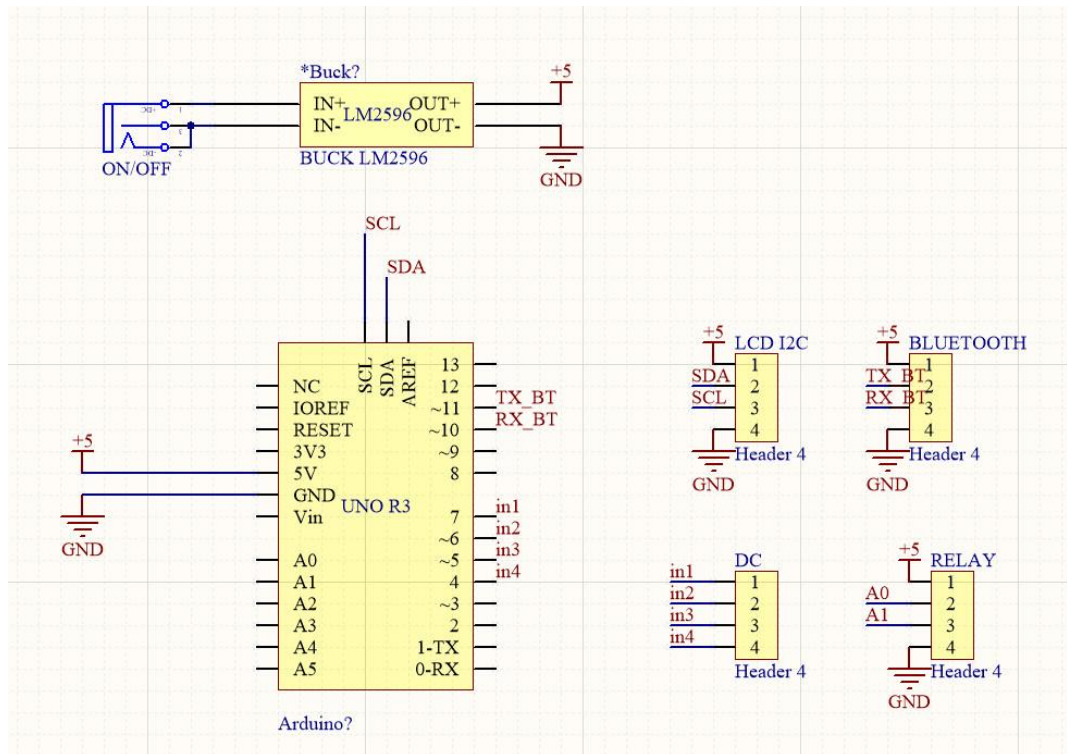 *Buck?
+5
IN+ OUT+
LM2596
IN- OUT-
1
3
2
+DC
-DC
ON/OFF
BUCK LM2596
GND
SCL
SDA
SCL
SDA
AREF
13
NC
12
IOREF
~11
TX_BT
RESET
~10
RX_BT
3V3
~9
+5
5V
8
GND
UNO R3
GND
Vin
7
in1
~6
in2
A0
~5
in3
A1
4
in4
A2
~3
A3
2
A4
1-TX
A5
0-RX
Arduino?
+5
LCD I2C
1
SDA
2
SCL
3
4
Header 4
GND
+5
BLUETOOTH
1
TX_BT
2
RX_BT
3
4
Header 4
GND
DC
in1
1
in2
2
in3
3
in4
4
Header 4
+5
RELAY
1
A0
2
A1
3
4
Header 4
GND